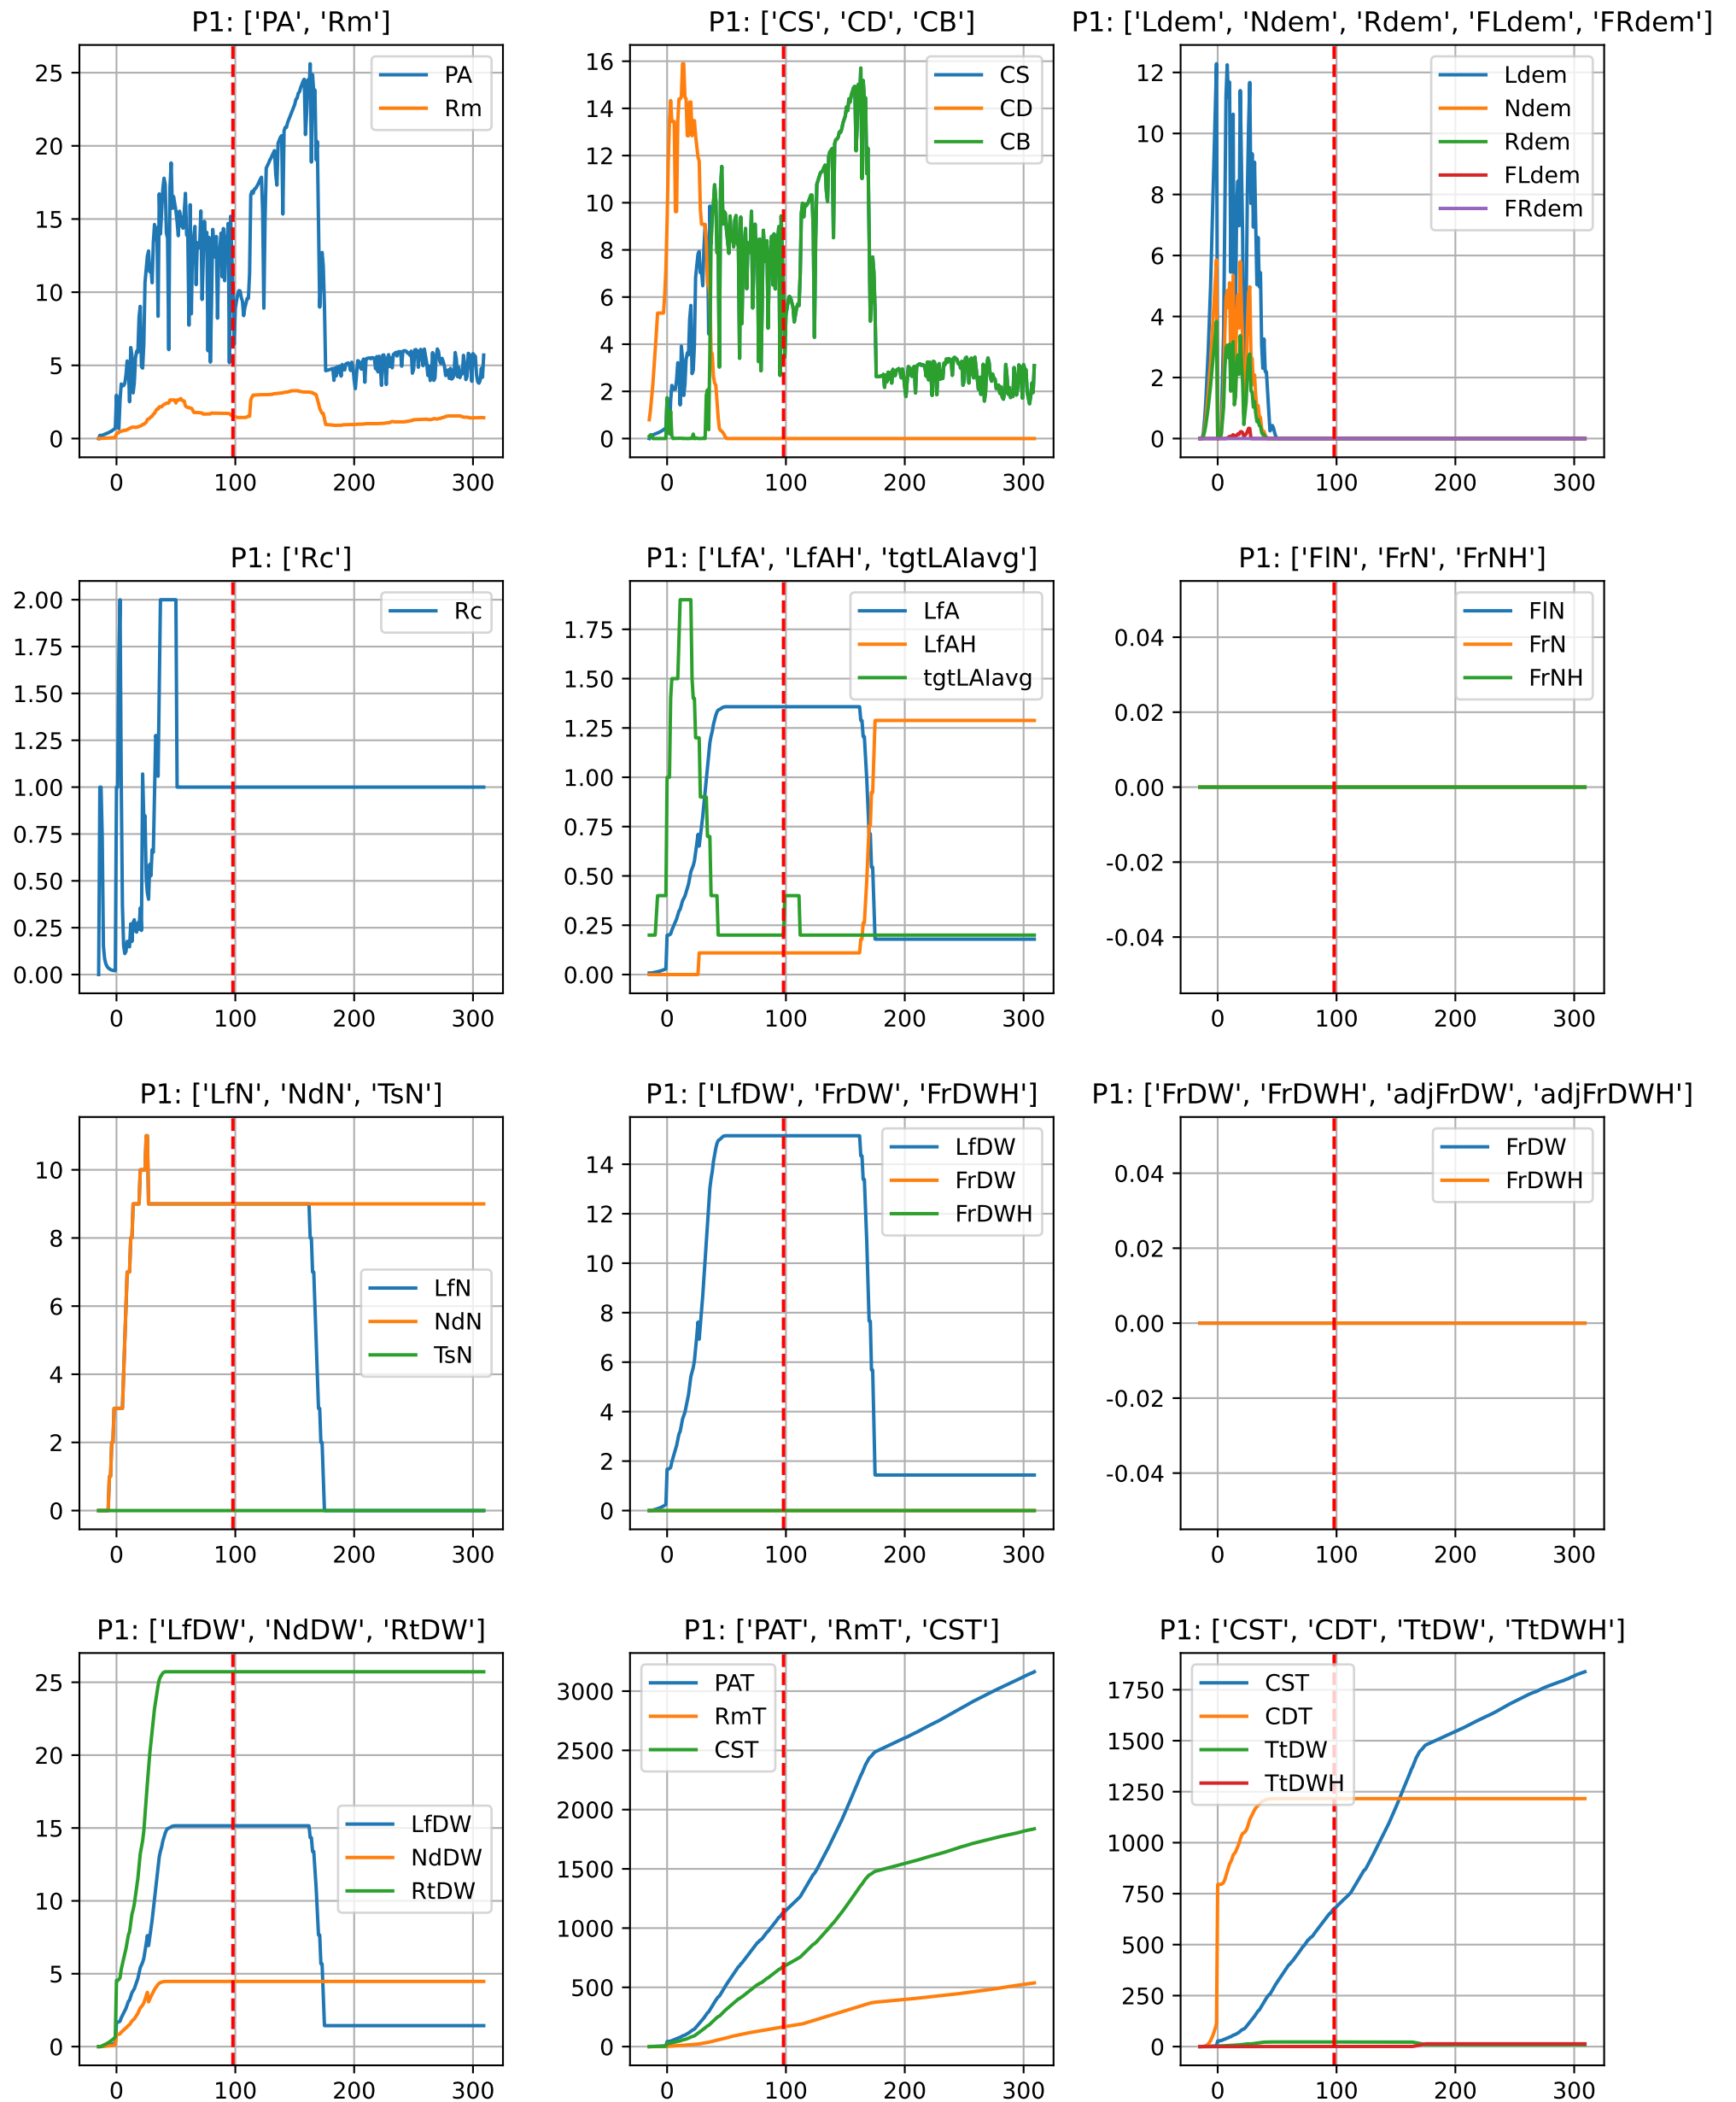 P1: ['PA', 'Rm']
25
20
15
10
5
0
0 100 200 300
PA
Rm
P1: ['CS', 'CD', 'CB']
16
14
12
10
8
6
4
2
0
0 100 200 300
CS
CD
CB
P1: ['Ldem', 'Ndem', 'Rdem', 'FLdem', 'FRdem']
12
10
8
6
4
2
0
0 100 200 300
Ldem
Ndem
Rdem
FLdem
FRdem
P1: ['Rc']
2.00
1.75
1.50
1.25
1.00
0.75
0.50
0.25
0.00
0 100 200 300
Rc
P1: ['LfA', 'LfAH', 'tgtLAIavg']
1.75
1.50
1.25
1.00
0.75
0.50
0.25
0.00
0 100 200 300
LfA
LfAH
tgtLAIavg
P1: ['FlN', 'FrN', 'FrNH']
0.04
0.02
0.00
-0.02
-0.04
0 100 200 300
FlN
FrN
FrNH
P1: ['LfN', 'NdN', 'TsN']
10
8
6
4
2
0
0 100 200 300
LfN
NdN
TsN
P1: ['LfDW', 'FrDW', 'FrDWH']
14
12
10
8
6
4
2
0
0 100 200 300
LfDW
FrDW
FrDWH
P1: ['FrDW', 'FrDWH', 'adjFrDW', 'adjFrDWH']
0.04
0.02
0.00
-0.02
-0.04
0 100 200 300
FrDW
FrDWH
P1: ['LfDW', 'NdDW', 'RtDW']
25
20
15
10
5
0
0 100 200 300
LfDW
NdDW
RtDW
P1: ['PAT', 'RmT', 'CST']
3000
2500
2000
1500
1000
500
0
0 100 200 300
PAT
RmT
CST
P1: ['CST', 'CDT', 'TtDW', 'TtDWH']
1750
1500
1250
1000
750
500
250
0
0 100 200 300
CST
CDT
TtDW
TtDWH